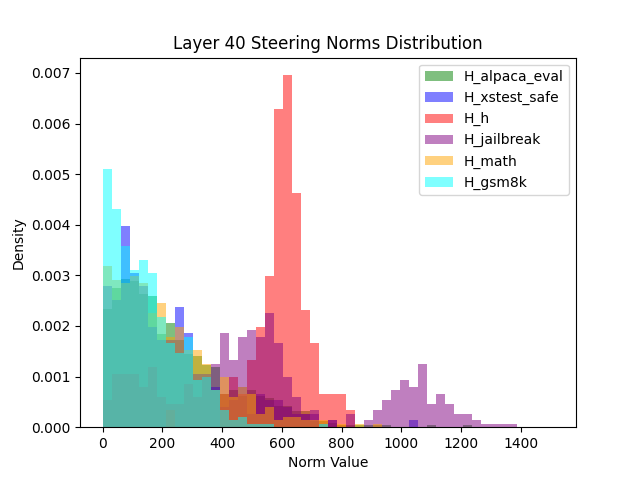 Layer 40 Steering Norms Distribution
0.007
0.006
0.005
0.004
0.003
0.002
0.001
0.000
Density
H_alpaca_eval
H_xstest_safe
H_h
H_jailbreak
H_math
H_gsm8k
0 200 400 600 800 1000 1200 1400
Norm Value